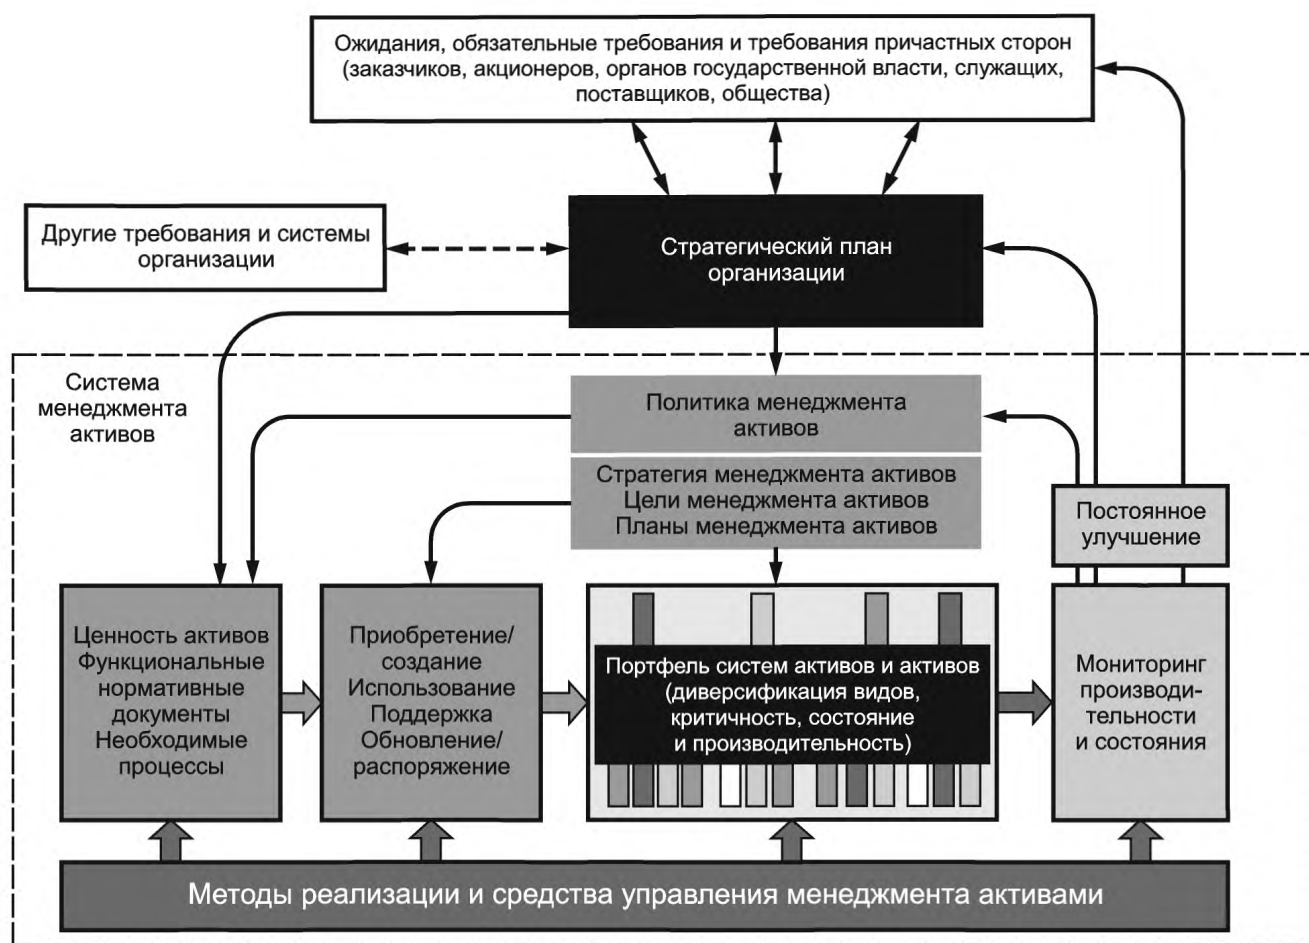 Ожидания, обязательные требования и требования причастных сторон
(заказчиков, акционеров, органов государственной власти, служащих,
поставщиков, общества)
Другие требования и системы
организации
Стратегический план
организации
Система
менеджмента
активов
Политика менеджмента
активов
Стратегия менеджмента активов
Цели менеджмента активов
Планы менеджмента активов
Постоянное
улучшение
Ценность активов
Функциональные
нормативные
документы
Необходимые
процессы
Приобретение/
создание
Использование
Поддержка
Обновление/
распоряжение
Портфель систем активов и активов
(диверсификация видов,
критичность, состояние
и производительность)
Мониторинг
производи-
тельности
и состояния
Методы реализации и средства управления менеджмента активами